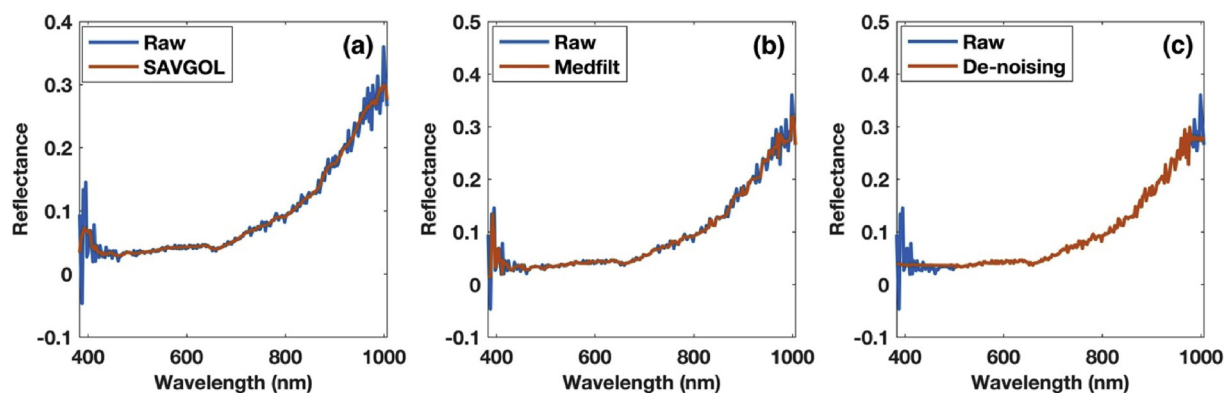 0.4
0.3
0.2
0.1
0
-0.1
Reflectance
Raw
SAVGOL
(a)
400 600 800 1000
Wavelength (nm)
0.5
0.4
0.3
0.2
0.1
0
-0.1
Reflectance
Raw
Medfilt
(b)
400 600 800 1000
Wavelength (nm)
0.5
0.4
0.3
0.2
0.1
0
-0.1
Reflectance
Raw
De-noising
(c)
400 600 800 1000
Wavelength (nm)